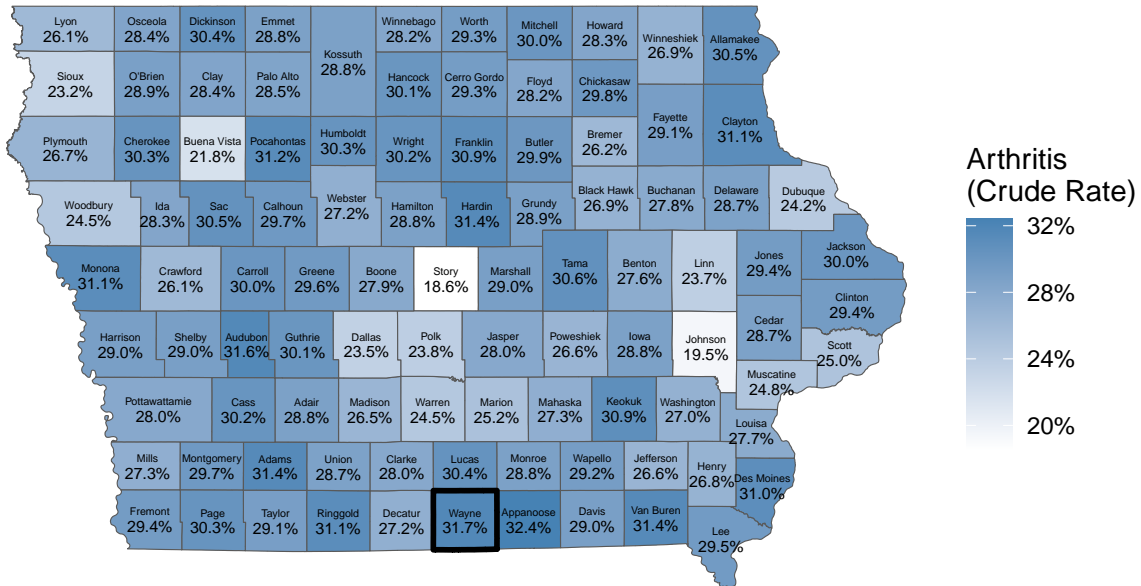 Lyon
26.1%
Osceola
28.4%
Dickinson
30.4%
Emmet
28.8%
Winnebago
28.2%
Worth
29.3%
Mitchell
30.0%
Howard
28.3%
Winneshiek
26.9%
Allamakee
30.5%
Kossuth
28.8%
Sioux
23.2%
O'Brien
28.9%
Clay
28.4%
Palo Alto
28.5%
Hancock
30.1%
Cerro Gordo
29.3%
Floyd
28.2%
Chickasaw
29.8%
Fayette
29.1%
Clayton
31.1%
Plymouth
26.7%
Cherokee
30.3%
Buena Vista
21.8%
Pocahontas
31.2%
Humboldt
30.3%
Wright
30.2%
Franklin
30.9%
Butler
29.9%
Bremer
26.2%
Woodbury
24.5%
Ida
28.3%
Sac
30.5%
Calhoun
29.7%
Webster
27.2%
Hamilton
28.8%
Hardin
31.4%
Grundy
28.9%
Black Hawk
26.9%
Buchanan
27.8%
Delaware
28.7%
Dubuque
24.2%
Monona
31.1%
Crawford
26.1%
Carroll
30.0%
Greene
29.6%
Boone
27.9%
Story
18.6%
Marshall
29.0%
Tama
30.6%
Benton
27.6%
Linn
23.7%
Jones
29.4%
Jackson
30.0%
Clinton
29.4%
Harrison
29.0%
Shelby
29.0%
Audubon
31.6%
Guthrie
30.1%
Dallas
23.5%
Polk
23.8%
Jasper
28.0%
Poweshiek
26.6%
Iowa
28.8%
Johnson
19.5%
Cedar
28.7%
Scott
25.0%
Muscatine
24.8%
Pottawattamie
28.0%
Cass
30.2%
Adair
28.8%
Madison
26.5%
Warren
24.5%
Marion
25.2%
Mahaska
27.3%
Keokuk
30.9%
Washington
27.0%
Louisa
27.7%
Mills
27.3%
Montgomery
29.7%
Adams
31.4%
Union
28.7%
Clarke
28.0%
Lucas
30.4%
Monroe
28.8%
Wapello
29.2%
Jefferson
26.6%
Henry
26.8%
Des Moines
31.0%
Fremont
29.4%
Page
30.3%
Taylor
29.1%
Ringgold
31.1%
Decatur
27.2%
Wayne
31.7%
Appanoose
32.4%
Davis
29.0%
Van Buren
31.4%
Lee
29.5%
Arthritis
(Crude Rate)
32%
28%
24%
20%